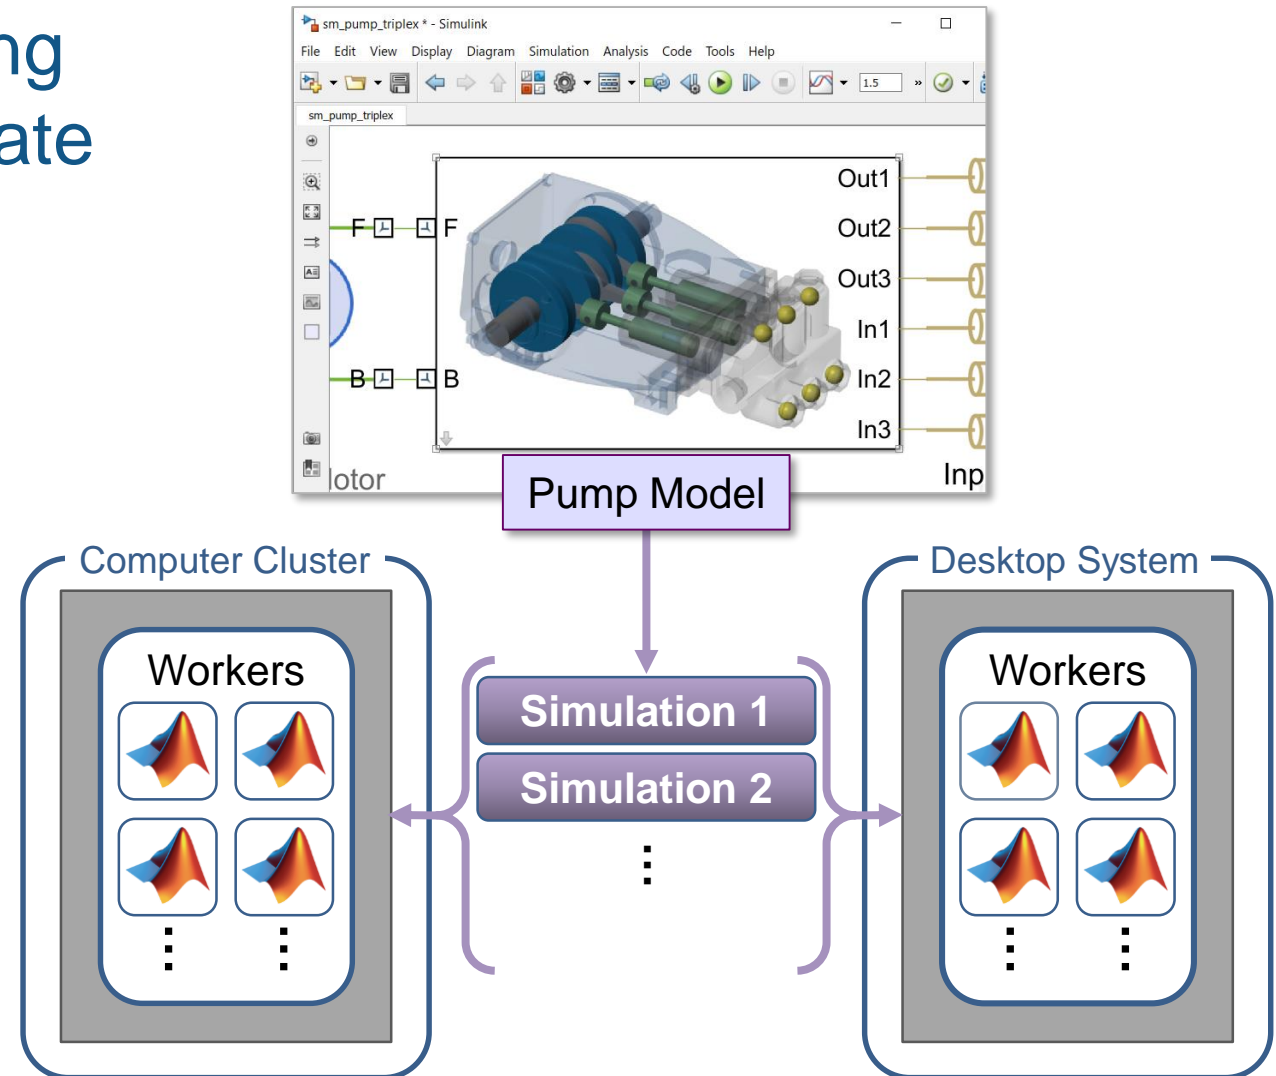 ng
ate
sm_pump_triplex * - Simulink
File Edit View Display Diagram Simulation Analysis Code Tools Help
1.5 »
sm_pump_triplex
F F
B B
Out1
Out2
Out3
In1
In2
In3
lotor
Inp
Pump Model
Computer Cluster
Workers
Simulation 1
Simulation 2
⋮
Desktop System
Workers